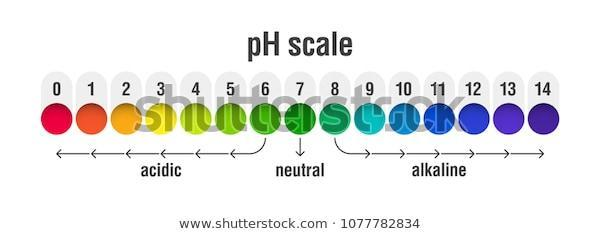 pH scale
0 1 2 3 4 5 6 7 8 9 10 11 12 13 14
acidic neutral alkaline
shutterstock
www.shutterstock.com · 1077782834